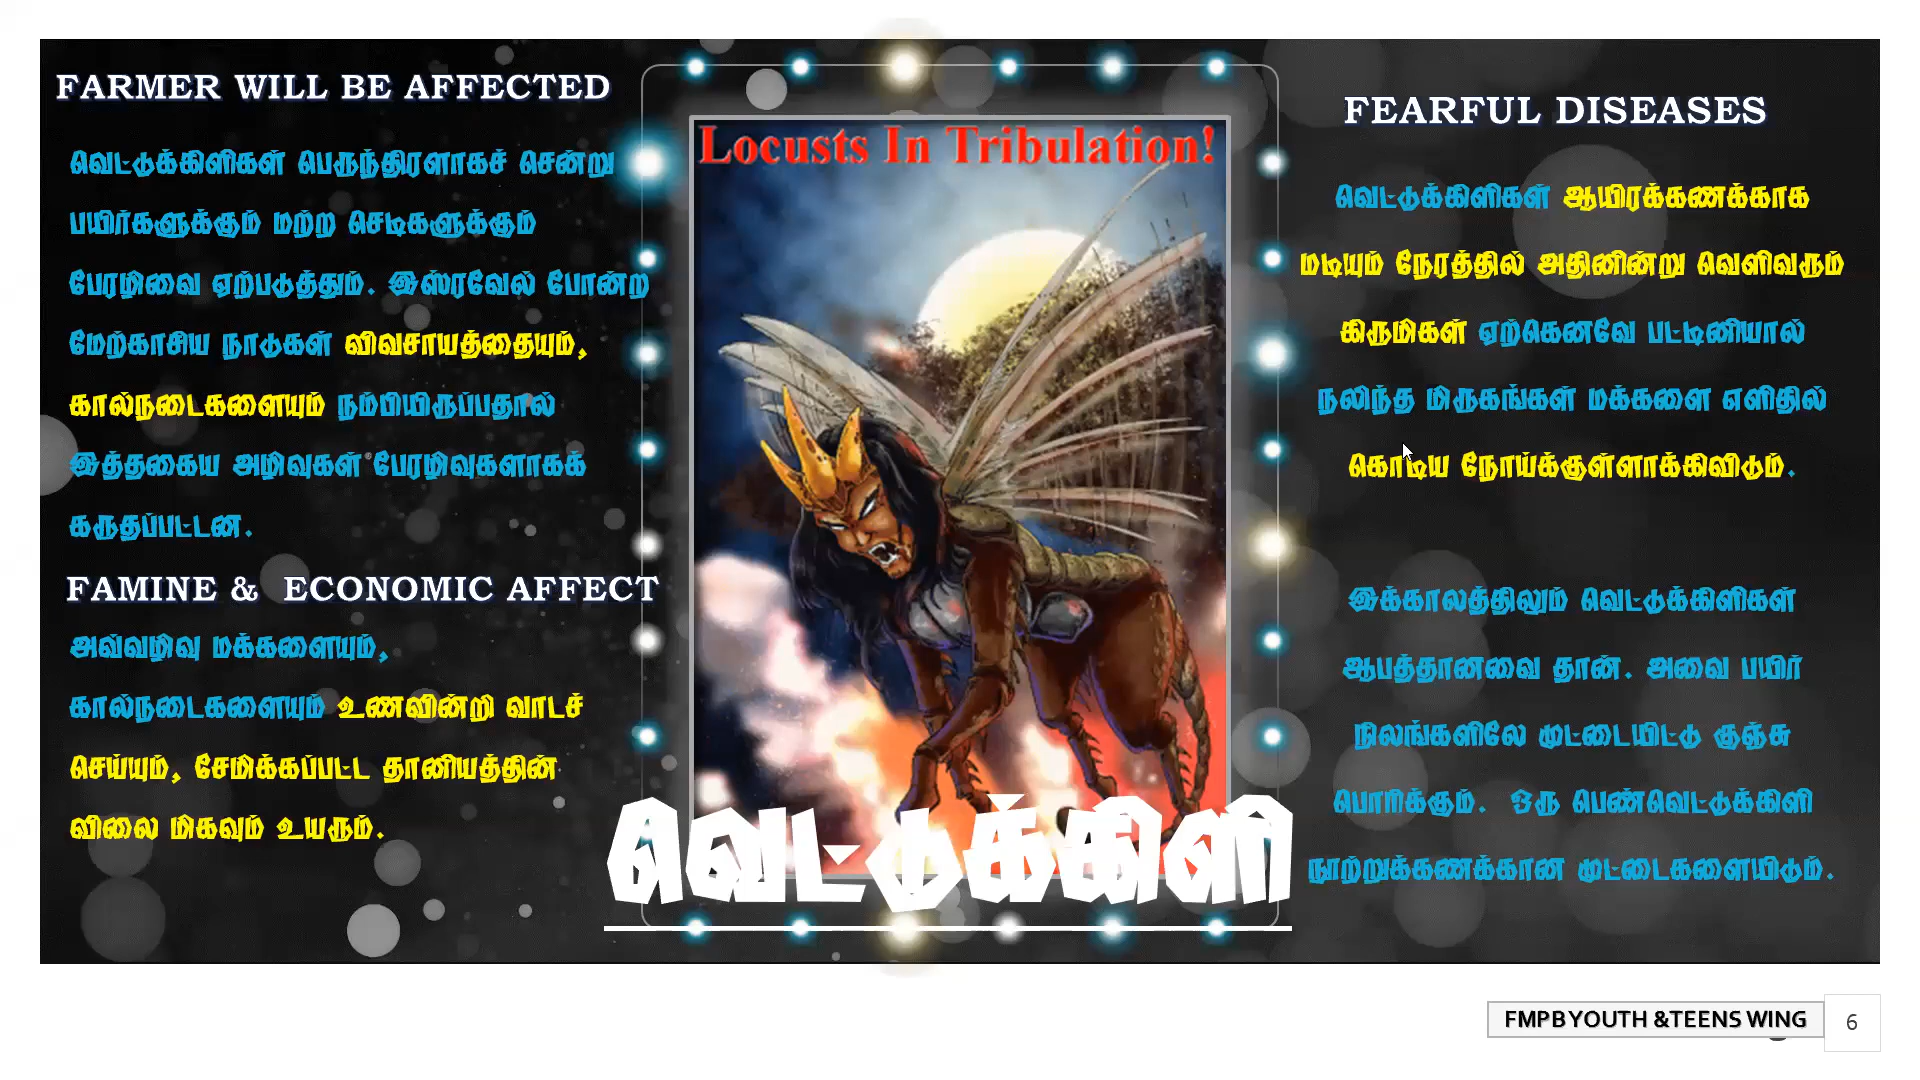 FARMER WILL BE AFFECTED
வெட்டுக்கிளிகள் பெருந்திரளாகச் சென்று
பயிர்களுக்கும் மற்ற செடிகளுக்கும்
பேரழிவை ஏற்படுத்தும். இஸ்ரவேல் போன்ற
மேற்காசிய நாடுகள் விவசாயத்தையும்,
கால்நடைகளையும் நம்பியிருப்பதால்
இத்தகைய அழிவுகள் பேரழிவுகளாகக்
கருதப்பட்டன.
FAMINE & ECONOMIC AFFECT
அவ்வழிவு மக்களையும்,
கால்நடைகளையும் உணவின்றி வாடச்
செய்யும், சேமிக்கப்பட்ட தானியத்தின்
விலை மிகவும் உயரும்.
Locusts In Tribulation!
வெட்டுக்கிளி
FEARFUL DISEASES
வெட்டுக்கிளிகள் ஆயிரக்கணக்காக
மடியும் நேரத்தில் அதினின்று வெளிவரும்
கிருமிகள் ஏற்கெனவே பட்டினியால்
நலிந்த மிருகங்கள் மக்களை எளிதில்
கொடிய நோய்க்குள்ளாக்கிவிடும்.
இக்காலத்திலும் வெட்டுக்கிளிகள்
ஆபத்தானவை தான். அவை பயிர்
நிலங்களிலே முட்டையிட்டு குஞ்சு
பொரிக்கும். ஒரு பெண்வெட்டுக்கிளி
நூற்றுக்கணக்கான முட்டைகளையிடும்.
FMPB YOUTH &TEENS WING
6